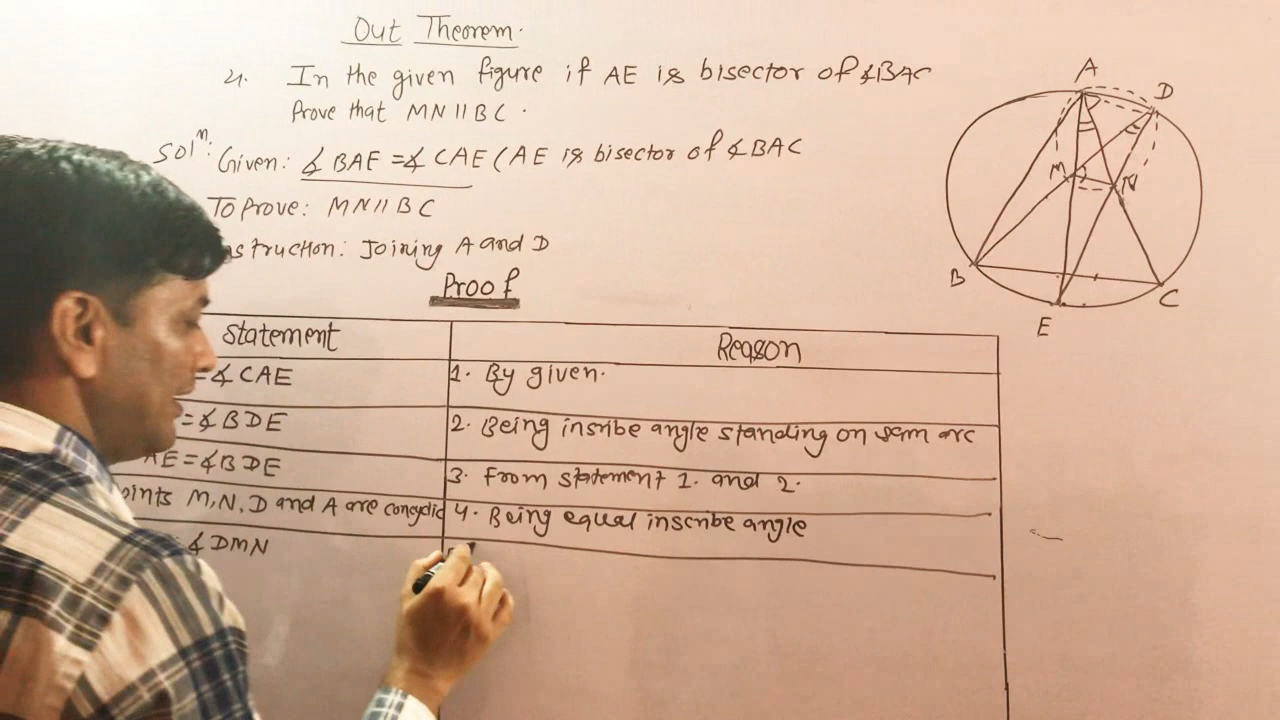 Out Theorem.
4. In the given figure if AE is bisector of ∡BAC
Prove that MN || BC.
Solⁿ: Given: ∡BAE = ∡CAE (AE is bisector of ∡BAC
To Prove: MN || BC
struction: Joining A and D
Proof
Statement
Reason
= ∡CAE
1. By given.
= ∡BDE
2. Being inscribe angle standing on sem arc
AE = ∡BDE
3. From statement 1. and 2.
oints M, N, D and A are concyclic
4. Being equal inscribe angle
∡DMN
A
D
M
N
B
C
E